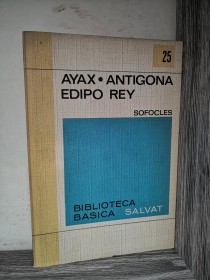 25
AYAX • ANTIGONA
EDIPO REY
SOFOCLES
BIBLIOTECA
BASICA SALVAT